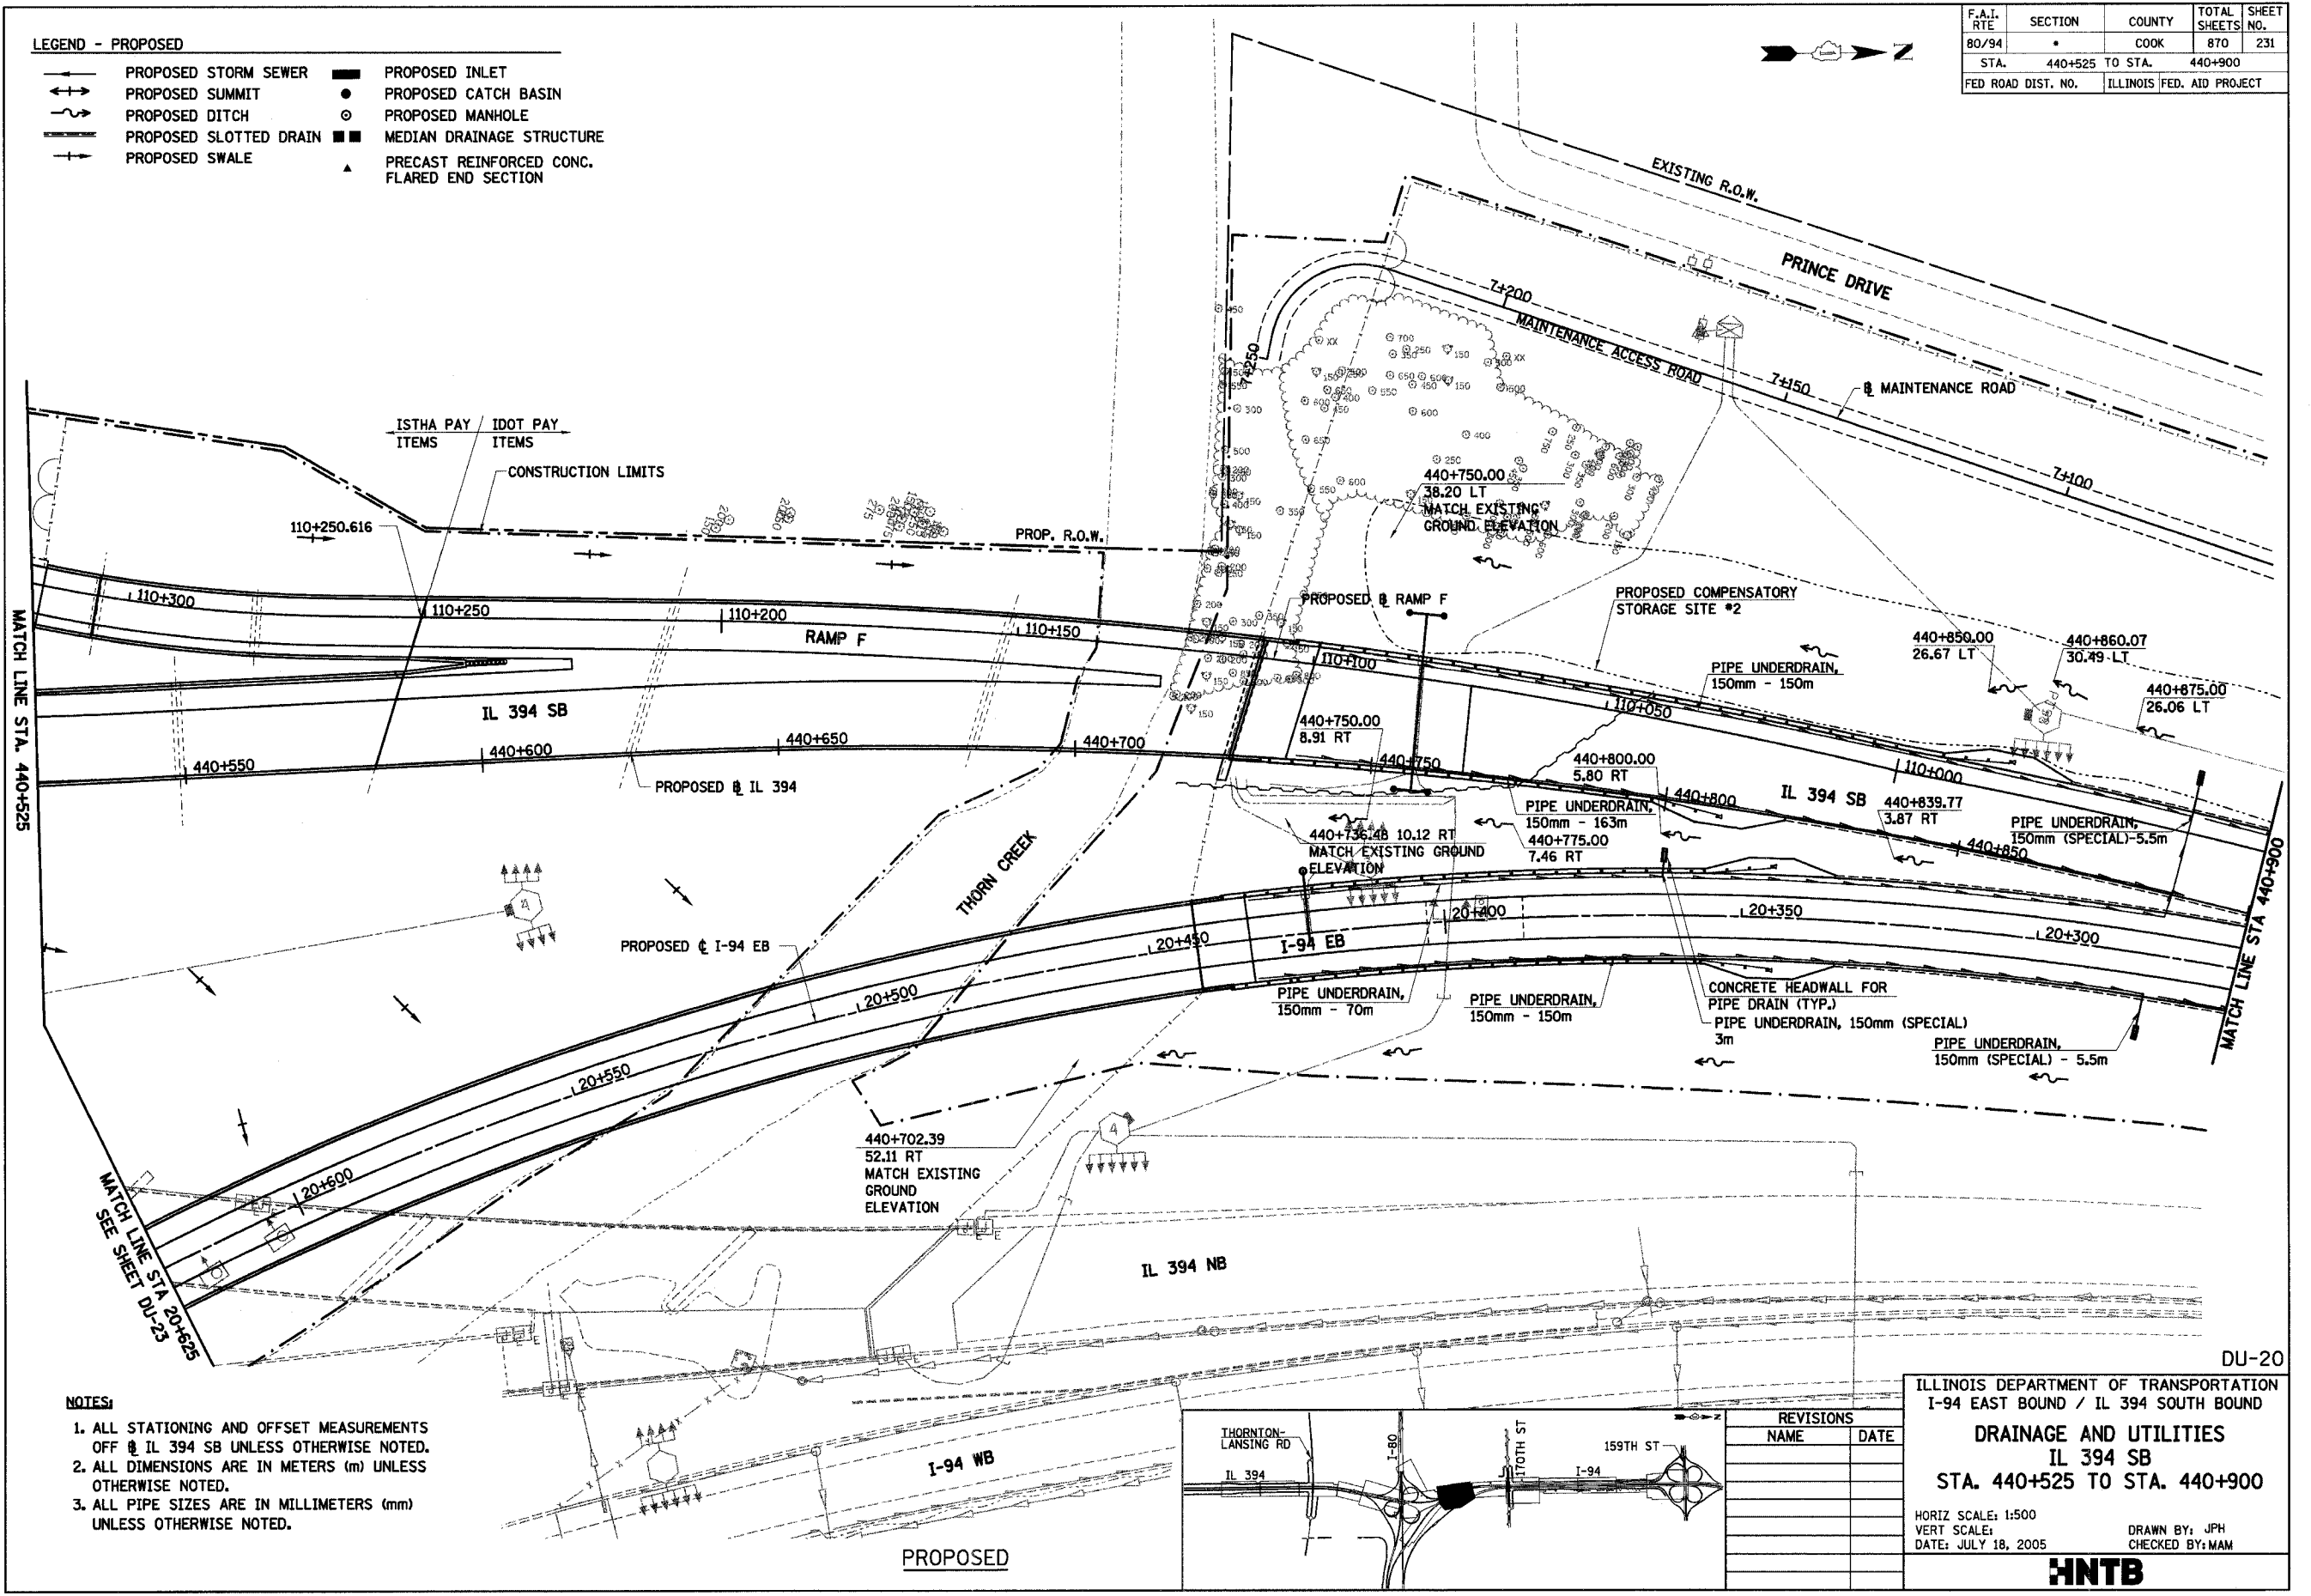 LEGEND - PROPOSED
PROPOSED STORM SEWER
PROPOSED SUMMIT
PROPOSED DITCH
PROPOSED SLOTTED DRAIN
PROPOSED SWALE
PROPOSED INLET
PROPOSED CATCH BASIN
PROPOSED MANHOLE
MEDIAN DRAINAGE STRUCTURE
PRECAST REINFORCED CONC.
FLARED END SECTION
F.A.I. RTE SECTION COUNTY TOTAL SHEETS SHEET NO.
80/94 • COOK 870 231
STA. 440+525 TO STA. 440+900
FED ROAD DIST. NO. ILLINOIS FED. AID PROJECT
Z
EXISTING R.O.W.
PRINCE DRIVE
7+200
MAINTENANCE ACCESS ROAD
7+250
7+150
℄ MAINTENANCE ROAD
7+100
ISTHA PAY ITEMS
IDOT PAY ITEMS
CONSTRUCTION LIMITS
110+250.616
PROP. R.O.W.
440+750.00
38.20 LT
MATCH EXISTING
GROUND ELEVATION
PROPOSED ℄ RAMP F
PROPOSED COMPENSATORY
STORAGE SITE #2
440+850.00
26.67 LT
440+860.07
30.49 LT
440+875.00
26.06 LT
PIPE UNDERDRAIN,
150mm - 150m
110+300
110+250
110+200
110+150
110+100
110+050
110+000
RAMP F
IL 394 SB
MATCH LINE STA. 440+525
440+550
440+600
440+650
440+700
440+750
440+800
440+850
PROPOSED ℄ IL 394
440+750.00
8.91 RT
440+800.00
5.80 RT
PIPE UNDERDRAIN,
150mm - 163m
IL 394 SB
440+839.77
3.87 RT
PIPE UNDERDRAIN,
150mm (SPECIAL)-5.5m
440+736.48 10.12 RT
MATCH EXISTING GROUND
ELEVATION
440+775.00
7.46 RT
THORN CREEK
MATCH LINE STA 440+900
PROPOSED ℄ I-94 EB
20+450
I-94 EB
20+400
20+350
20+300
20+500
20+550
20+600
PIPE UNDERDRAIN,
150mm - 70m
PIPE UNDERDRAIN,
150mm - 150m
CONCRETE HEADWALL FOR
PIPE DRAIN (TYP.)
PIPE UNDERDRAIN, 150mm (SPECIAL)
3m
PIPE UNDERDRAIN,
150mm (SPECIAL) - 5.5m
440+702.39
52.11 RT
MATCH EXISTING
GROUND
ELEVATION
4
4
MATCH LINE STA 20+625
SEE SHEET DU-23
IL 394 NB
I-94 WB
NOTES:
1. ALL STATIONING AND OFFSET MEASUREMENTS
OFF ℄ IL 394 SB UNLESS OTHERWISE NOTED.
2. ALL DIMENSIONS ARE IN METERS (m) UNLESS
OTHERWISE NOTED.
3. ALL PIPE SIZES ARE IN MILLIMETERS (mm)
UNLESS OTHERWISE NOTED.
PROPOSED
THORNTON-
LANSING RD
IL 394
I-80
170TH ST
I-94
159TH ST
REVISIONS
NAME DATE
DU-20
ILLINOIS DEPARTMENT OF TRANSPORTATION
I-94 EAST BOUND / IL 394 SOUTH BOUND
DRAINAGE AND UTILITIES
IL 394 SB
STA. 440+525 TO STA. 440+900
HORIZ SCALE: 1:500
VERT SCALE:
DATE: JULY 18, 2005
DRAWN BY: JPH
CHECKED BY: MAM
HNTB